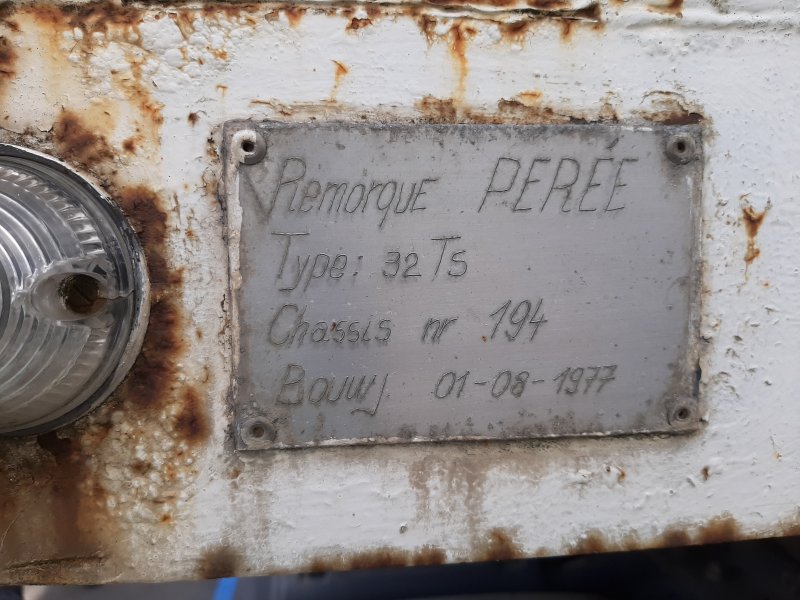 Remorque PERÉE
Type: 32 Ts
Chassis nr 194
Bouwj 01-08-1977